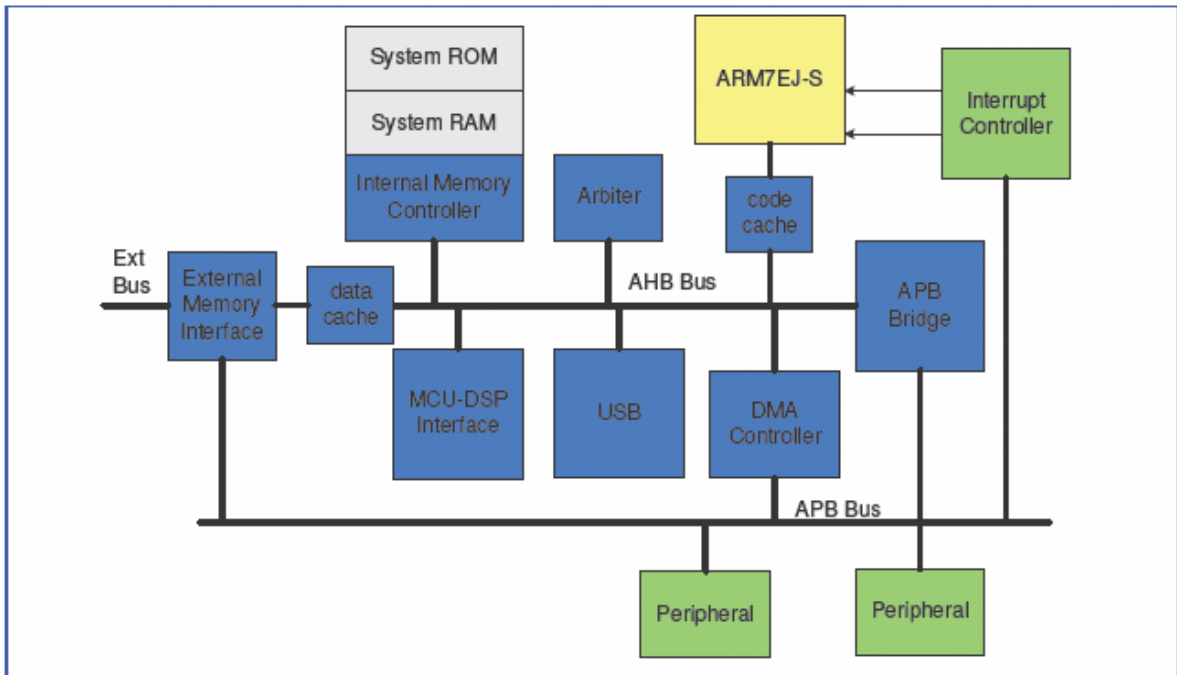 System ROM
System RAM
Internal Memory
Controller
Arbiter
ARM7EJ-S
Interrupt
Controller
code
cache
Ext
Bus
External
Memory
Interface
data
cache
AHB Bus
APB
Bridge
MCU-DSP
Interface
USB
DMA
Controller
APB Bus
Peripheral
Peripheral